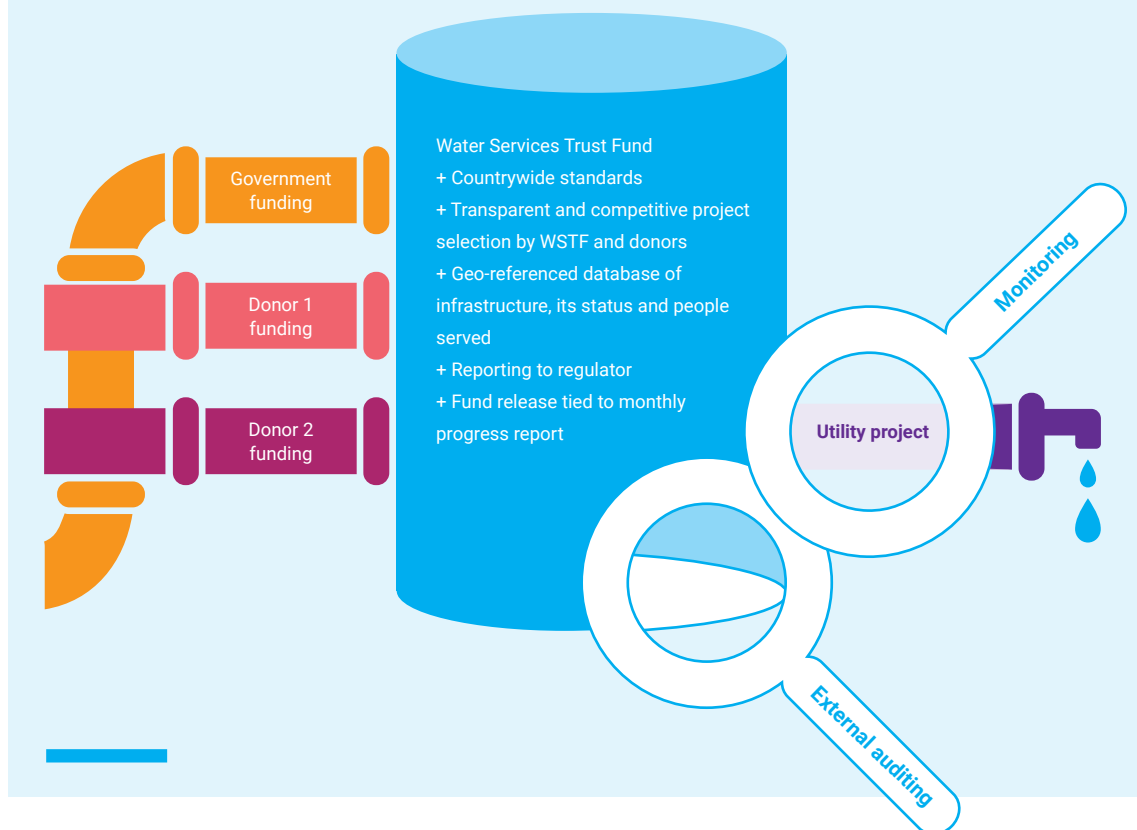 Government
funding
Donor 1
funding
Donor 2
funding
Water Services Trust Fund
+ Countrywide standards
+ Transparent and competitive project
selection by WSTF and donors
+ Geo-referenced database of
infrastructure, its status and people
served
+ Reporting to regulator
+ Fund release tied to monthly
progress report
Monitoring
Utility project
External auditing